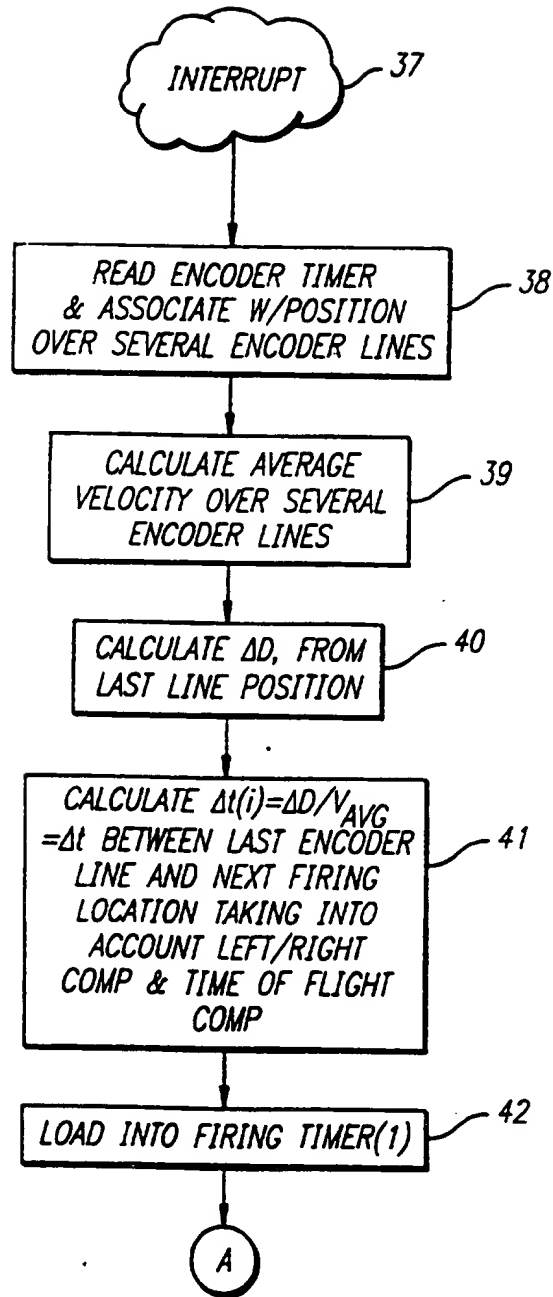 INTERRUPT
37
READ ENCODER TIMER
& ASSOCIATE W/POSITION
OVER SEVERAL ENCODER LINES
38
CALCULATE AVERAGE
VELOCITY OVER SEVERAL
ENCODER LINES
39
CALCULATE ΔD, FROM
LAST LINE POSITION
40
CALCULATE Δt(i)=ΔD/VAVG
=Δt BETWEEN LAST ENCODER
LINE AND NEXT FIRING
LOCATION TAKING INTO
ACCOUNT LEFT/RIGHT
COMP & TIME OF FLIGHT
COMP
41
LOAD INTO FIRING TIMER(1)
42
A